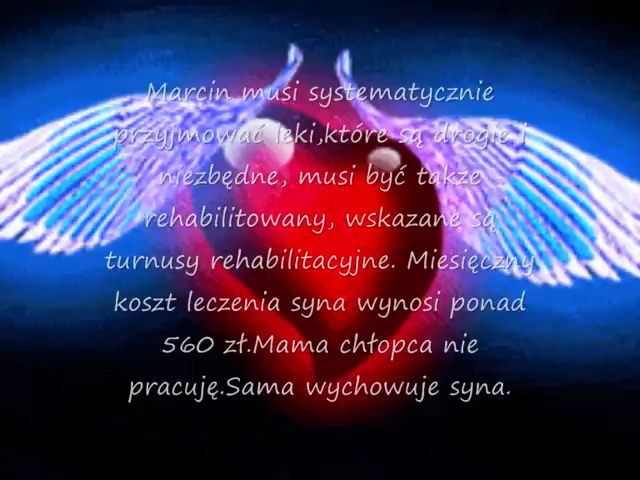 Marcin musi systematycznie
przyjmować leki,które są drogie i
niezbędne, musi być także
rehabilitowany, wskazane są
turnusy rehabilitacyjne. Miesięczny
koszt leczenia syna wynosi ponad
560 zł.Mama chłopca nie
pracuję.Sama wychowuje syna.